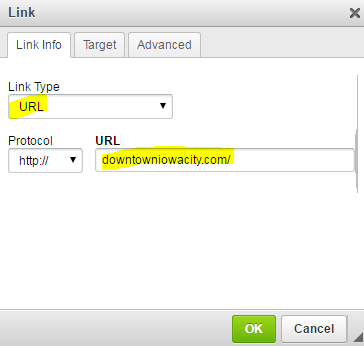 Link
Link Info Target Advanced
Link Type
URL
Protocol URL
http:// downtowniowacity.com/
OK Cancel